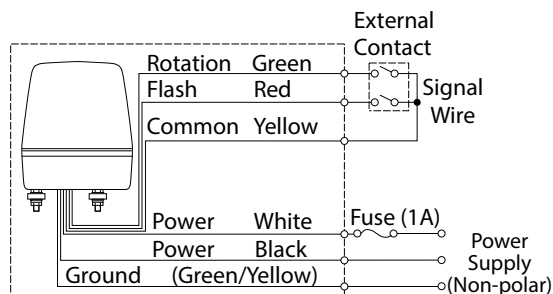 External
Contact
Rotation Green
Flash Red
Signal
Wire
Common Yellow
Power White Fuse (1A)
Power Black
Power
Supply
(Non-polar)
Ground (Green/Yellow)